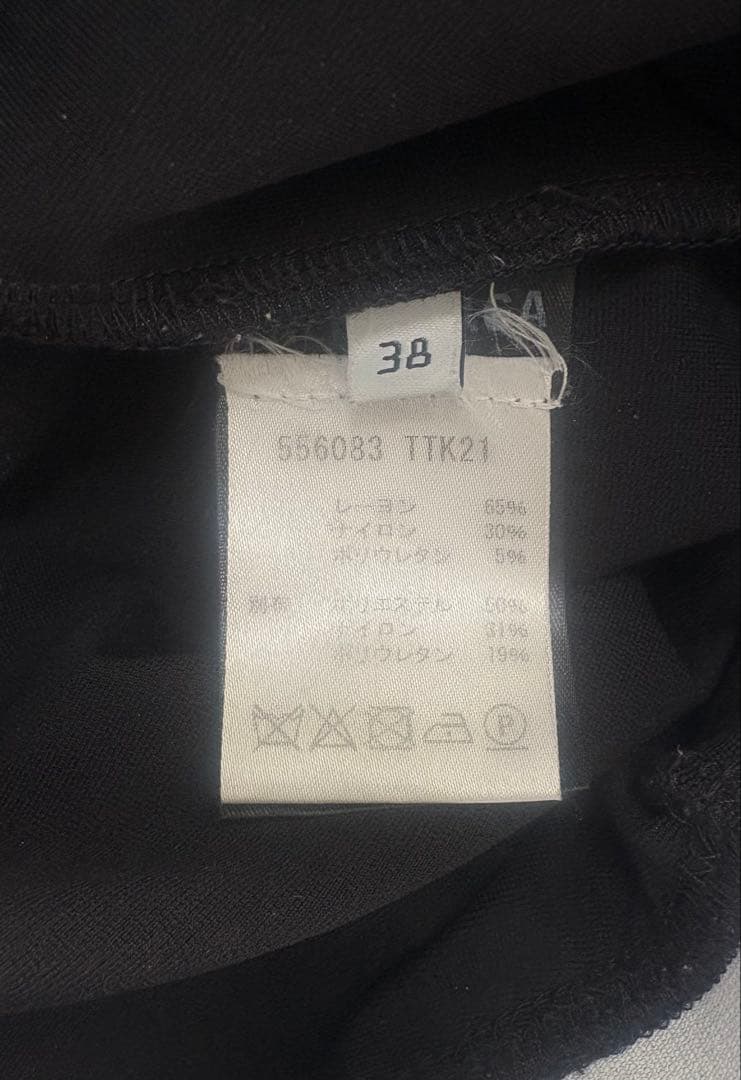 38
556083 TTK21
レーヨン 65%
ナイロン 30%
ポリウレタン 5%
別布 ポリエステル 50%
ナイロン 31%
ポリウレタン 19%
P